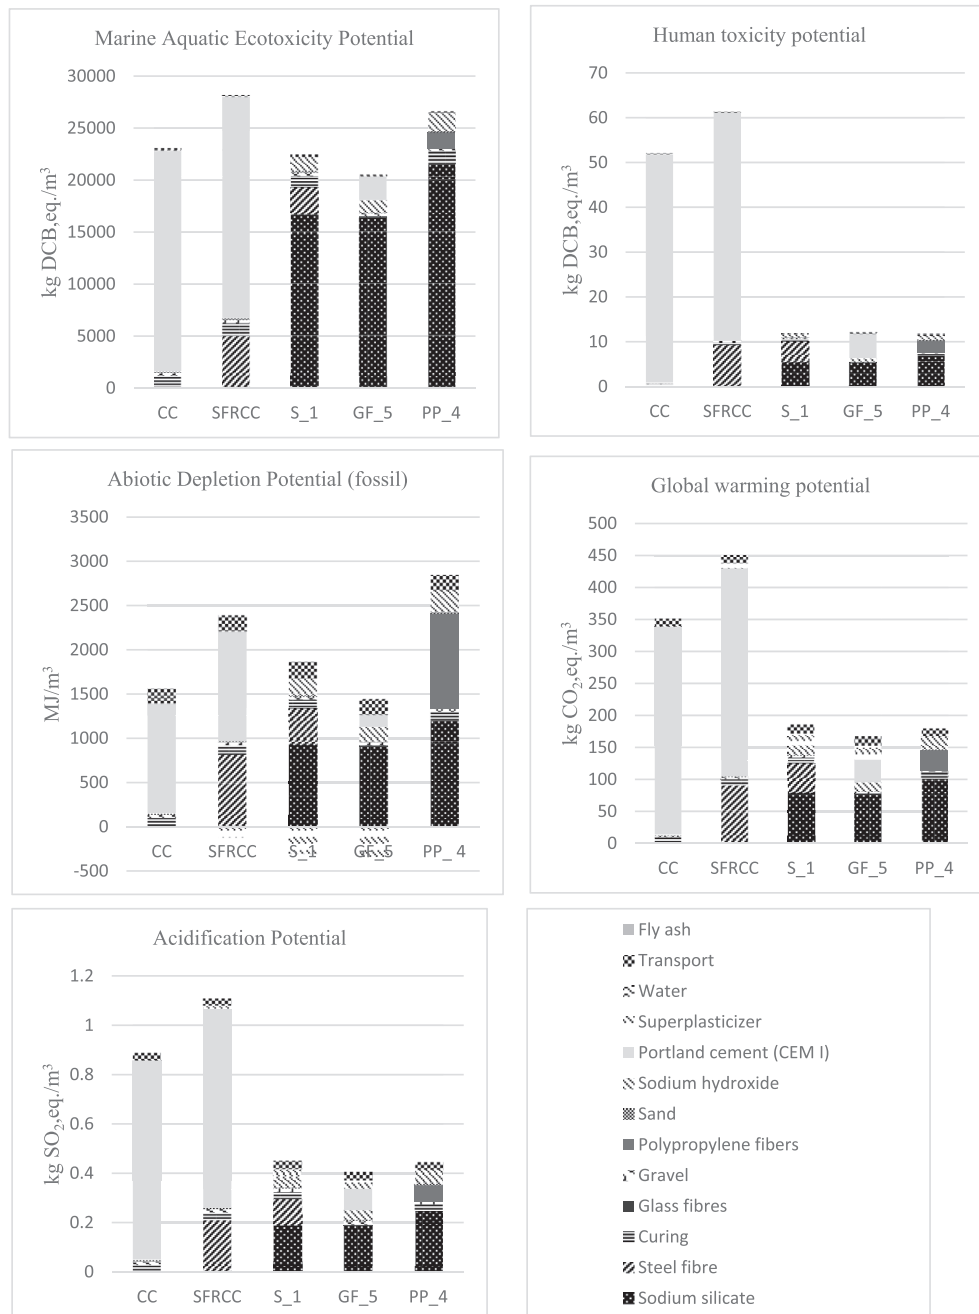 Marine Aquatic Ecotoxicity Potential
kg DCB,eq./m³
30000
25000
20000
15000
10000
5000
0
CC SFRCC S_1 GF_5 PP_4
Human toxicity potential
kg DCB,eq./m³
70
60
50
40
30
20
10
0
CC SFRCC S_1 GF_5 PP_4
Abiotic Depletion Potential (fossil)
MJ/m³
3500
3000
2500
2000
1500
1000
500
0
-500
CC SFRCC S_1 GF_5 PP_ 4
Global warming potential
kg CO₂,eq./m³
500
450
400
350
300
250
200
150
100
50
0
CC SFRCC S_1 GF_5 PP_4
Acidification Potential
kg SO₂,eq./m³
1.2
1
0.8
0.6
0.4
0.2
0
CC SFRCC S_1 GF_5 PP_4
Fly ash
Transport
Water
Superplasticizer
Portland cement (CEM I)
Sodium hydroxide
Sand
Polypropylene fibers
Gravel
Glass fibres
Curing
Steel fibre
Sodium silicate